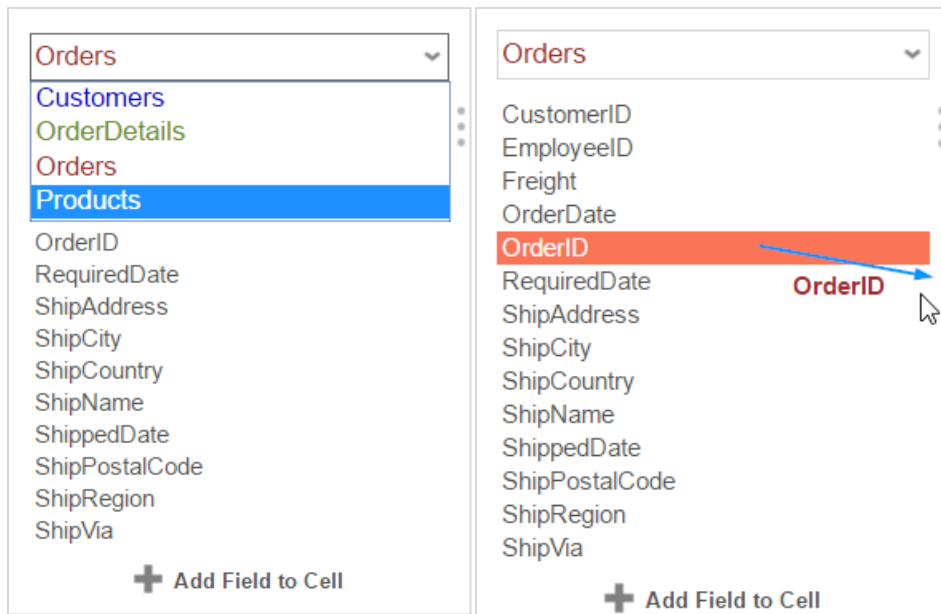 Orders
Customers
OrderDetails
Orders
Products
OrderID
RequiredDate
ShipAddress
ShipCity
ShipCountry
ShipName
ShippedDate
ShipPostalCode
ShipRegion
ShipVia
Add Field to Cell
Orders
CustomerID
EmployeeID
Freight
OrderDate
OrderID
RequiredDate
OrderID
ShipAddress
ShipCity
ShipCountry
ShipName
ShippedDate
ShipPostalCode
ShipRegion
ShipVia
Add Field to Cell